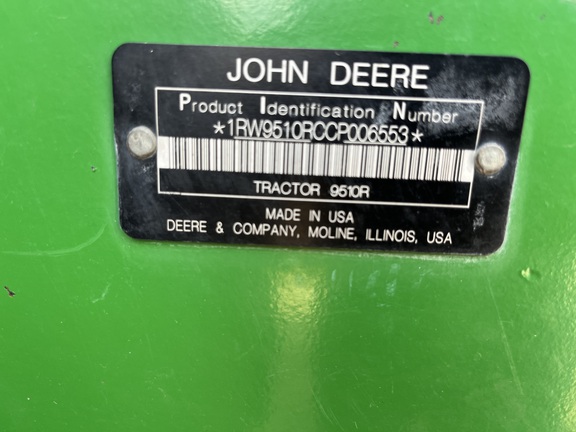 JOHN DEERE
Product Identification Number
*1RW9510RCCP006553*
TRACTOR 9510R
MADE IN USA
DEERE & COMPANY, MOLINE, ILLINOIS, USA